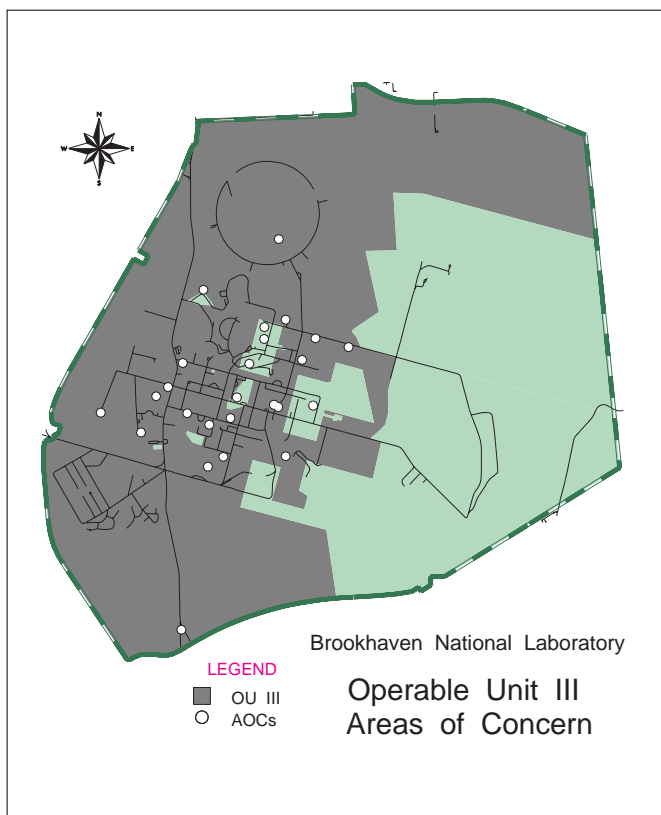 N
W E
S
Brookhaven National Laboratory
LEGEND
OU III
AOCs
Operable Unit III
Areas of Concern